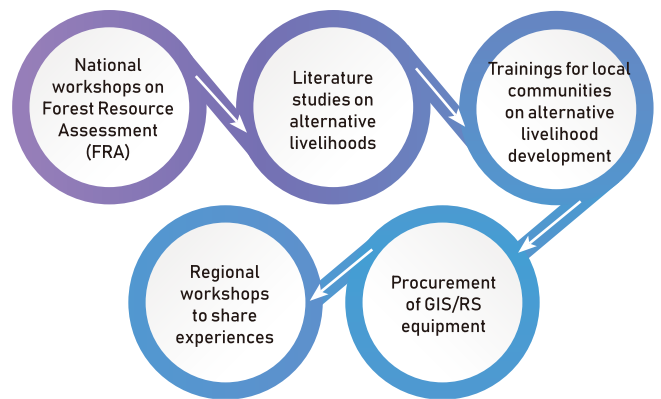 National
workshops on
Forest Resource
Assessment
(FRA)
Literature
studies on
alternative
livelihoods
Trainings for local
communities
on alternative
livelihood
development
Procurement
of GIS/RS
equipment
Regional
workshops
to share
experiences